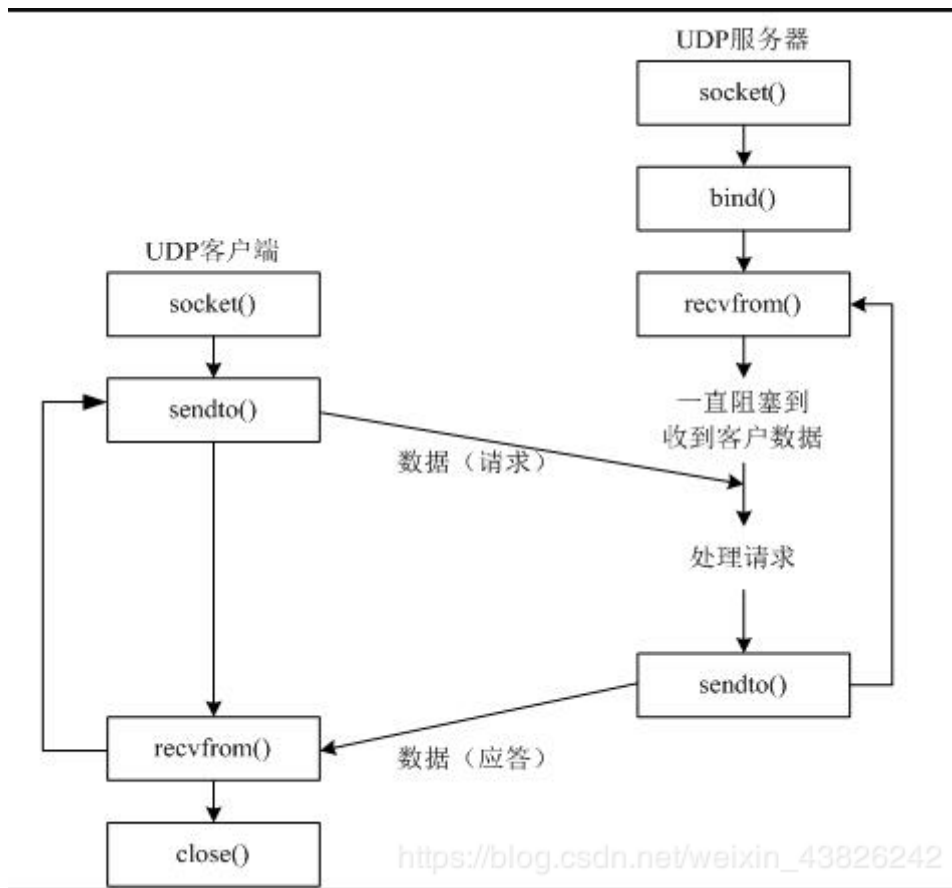 UDP服务器
socket()
bind()
recvfrom()
一直阻塞到
收到客户数据
处理请求
sendto()
UDP客户端
socket()
sendto()
数据（请求）
recvfrom()
数据（应答）
close()
https://blog.csdn.net/weixin_43826242